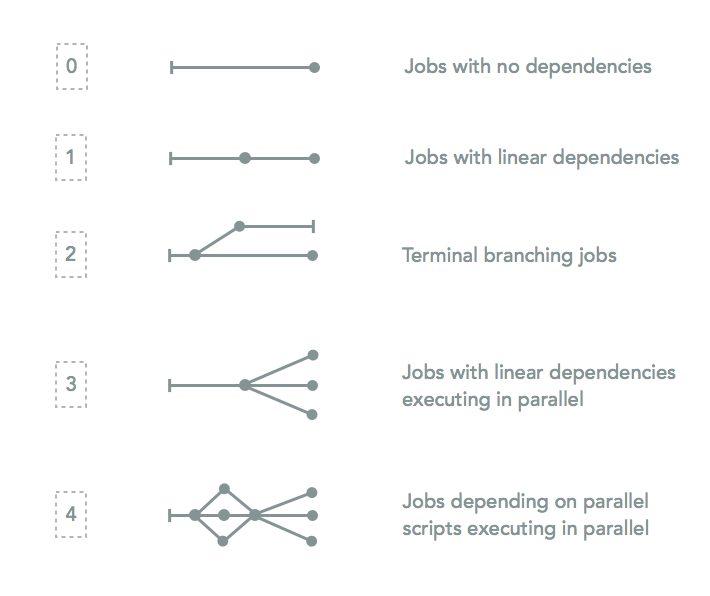 0
Jobs with no dependencies
1
Jobs with linear dependencies
2
Terminal branching jobs
3
Jobs with linear dependencies
executing in parallel
4
Jobs depending on parallel
scripts executing in parallel